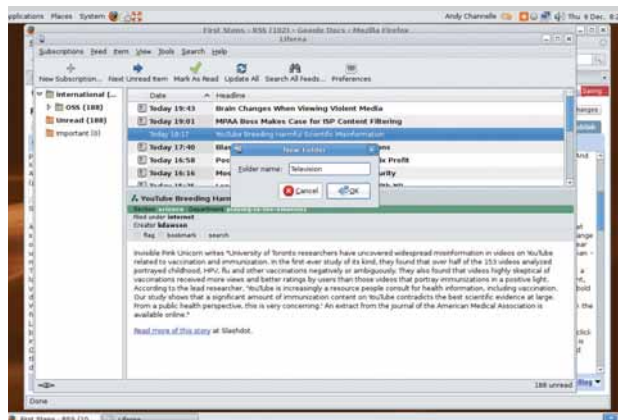 Places System
Andy Channelle
Thu 6 Dec,
First Steps - RSS (102) - Google Docs - Mozilla Firefox
Liferea
Subscriptions Feed Item View Tools Search Help
New Subscription... Next Unread Item Mark As Read Update All Search All Feeds... Preferences
international (...
OSS (188)
Unread (188)
important (0)
Date Headline
Today 19:43 Brain Changes When Viewing Violent Media
Today 19:01 MPAA Boss Makes Case for ISP Content Filtering
Today 18:17 YouTube Breeding Harmful Scientific Misinformation
Today 17:40
Today 16:58 Profit
Today 16:16
New Folder
Folder name: Television
Cancel OK
YouTube Breeding Harm
filed under internet
Creator kdawson
flag bookmark search
Invisible Pink Unicorn writes "University of Toronto researchers have uncovered widespread misinformation in videos on YouTube
related to vaccination and immunization. In the first-ever study of its kind, they found that over half of the 153 videos analyzed
portrayed childhood, HPV, flu and other vaccinations negatively or ambiguously. They also found that videos highly skeptical of
vaccinations received more views and better ratings by users than those videos that portray immunizations in a positive light.
According to the lead researcher, 'YouTube is increasingly a resource people consult for health information, including vaccination.
Our study shows that a significant amount of immunization content on YouTube contradicts the best scientific evidence at large.
From a public health perspective, this is very concerning.' An extract from the Journal of the American Medical Association is
available online."
Read more of this story at Slashdot.
188 unread
Done
First Steps - RSS (10... Liferea